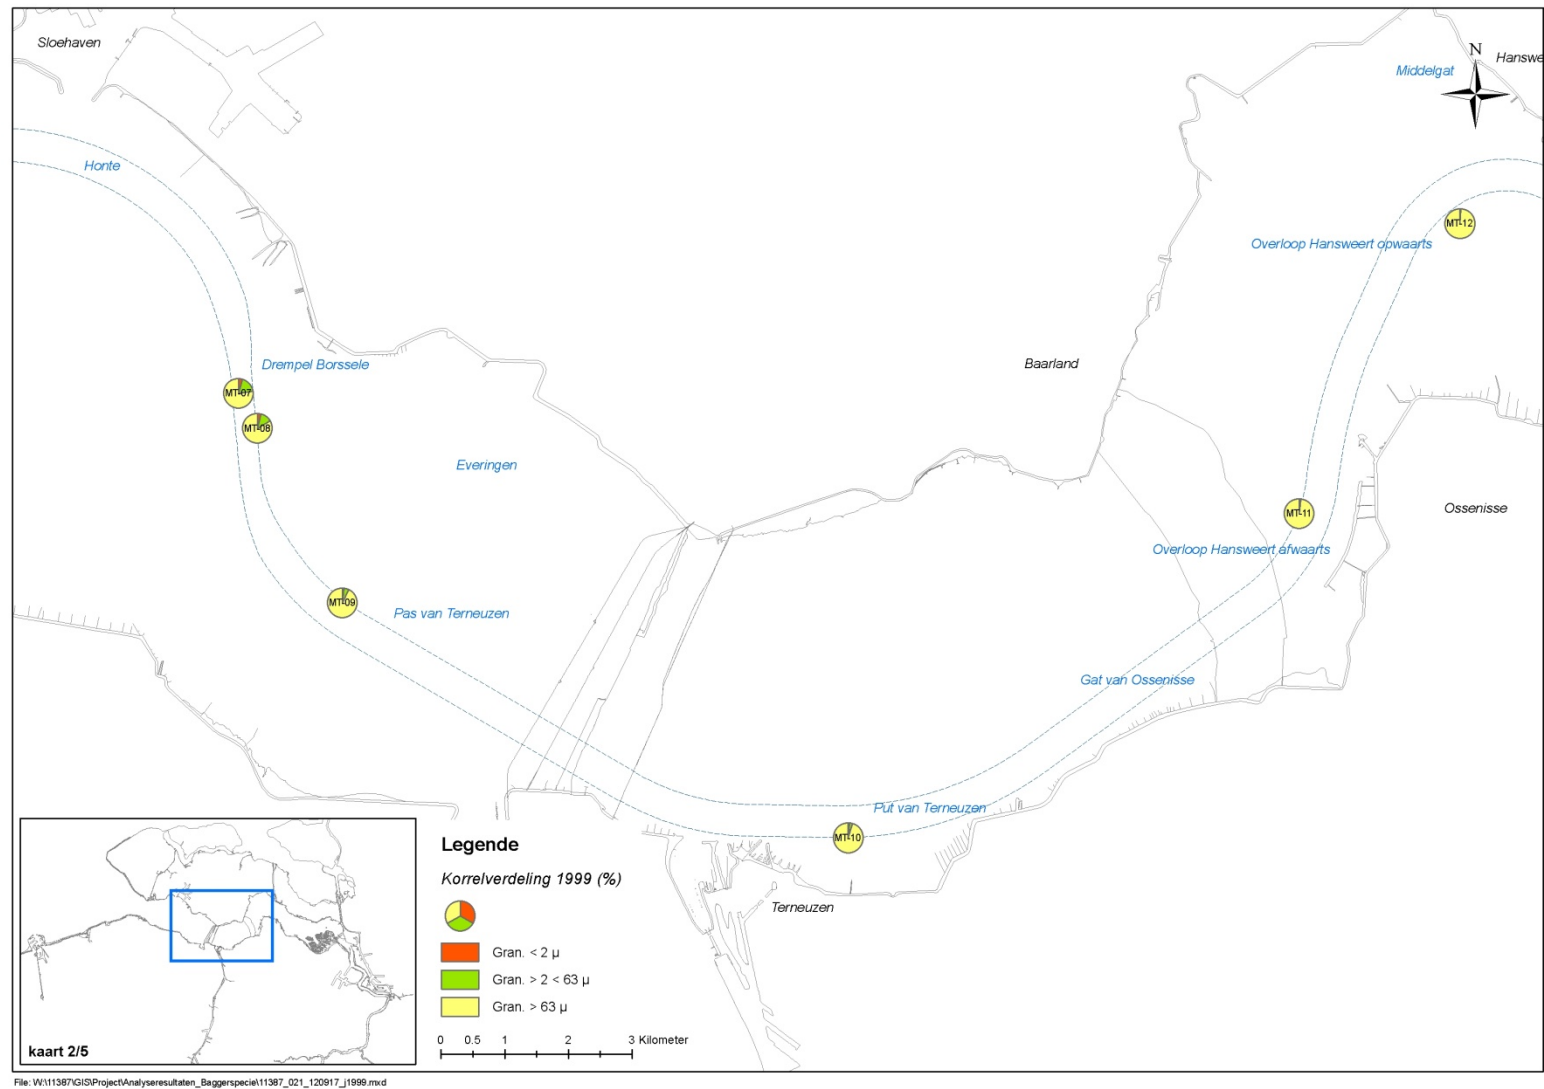 Sloehaven
N
Hanswe
Middelgat
Honte
MT-12
Overloop Hansweert opwaarts
Drempel Borssele
Baarland
MT-07
MT-08
Everingen
Ossenisse
MT-11
Overloop Hansweert afwaarts
MT-09
Pas van Terneuzen
Gat van Ossenisse
Put van Terneuzen
MT-10
Terneuzen
Legende
Korrelverdeling 1999 (%)
Gran. < 2 µ
Gran. > 2 < 63 µ
Gran. > 63 µ
0 0.5 1 2 3 Kilometer
kaart 2/5
File: W:\11387\GIS\Project\Analyseresultaten_Baggerspecie\11387_021_120917_j1999.mxd